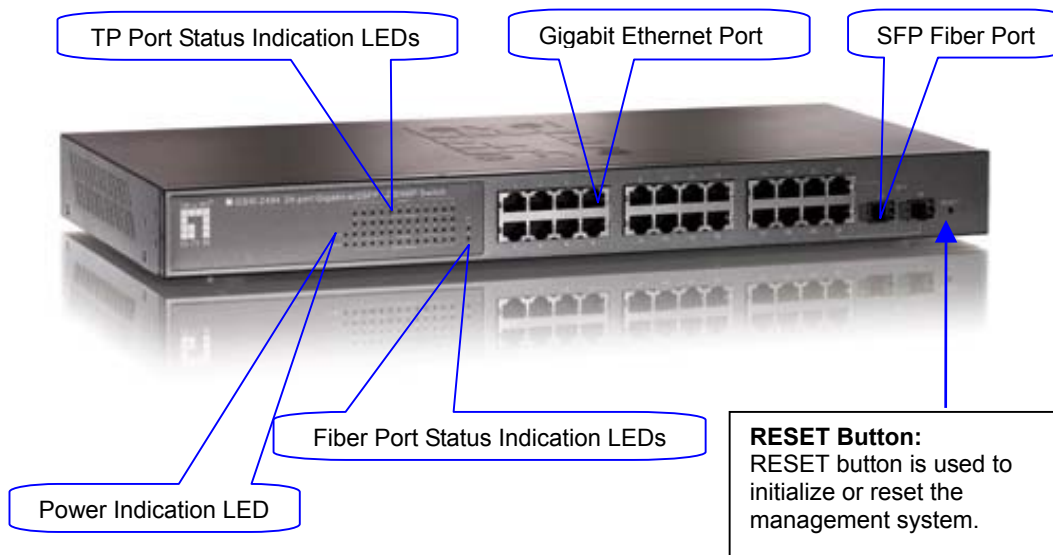 TP Port Status Indication LEDs
Gigabit Ethernet Port
SFP Fiber Port
Fiber Port Status Indication LEDs
Power Indication LED
RESET Button:
RESET button is used to
initialize or reset the
management system.